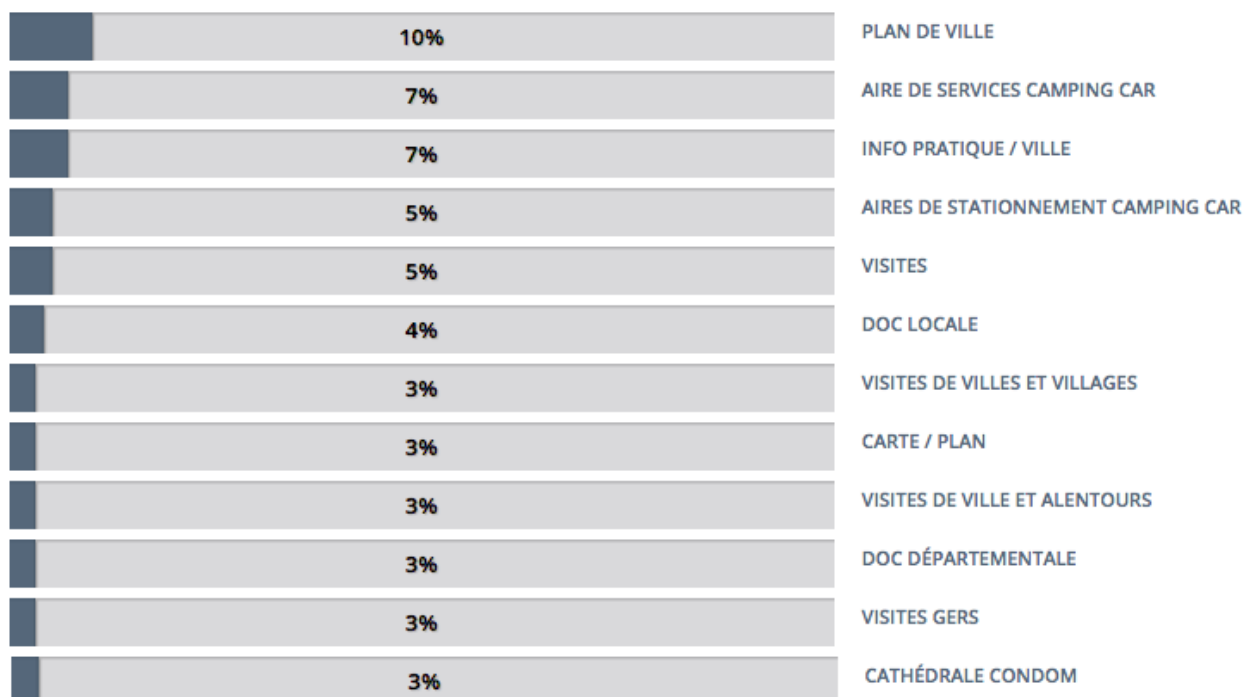 10% PLAN DE VILLE
7% AIRE DE SERVICES CAMPING CAR
7% INFO PRATIQUE / VILLE
5% AIRES DE STATIONNEMENT CAMPING CAR
5% VISITES
4% DOC LOCALE
3% VISITES DE VILLES ET VILLAGES
3% CARTE / PLAN
3% VISITES DE VILLE ET ALENTOURS
3% DOC DÉPARTEMENTALE
3% VISITES GERS
3% CATHÉDRALE CONDOM